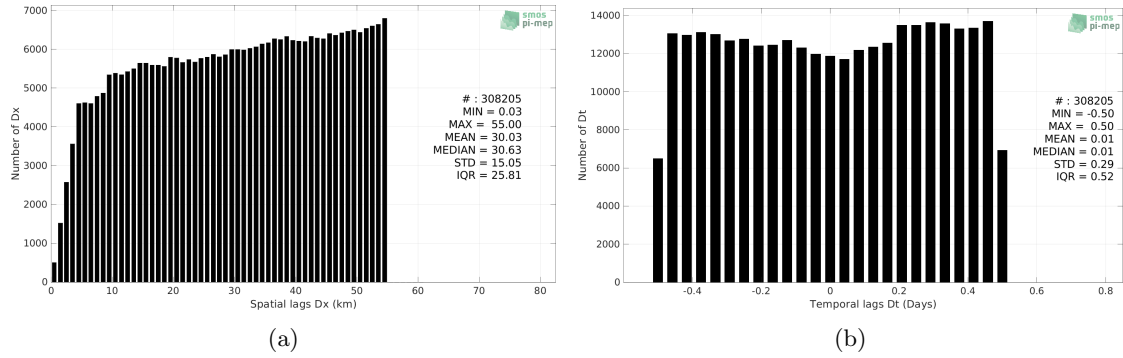 7000
6000
5000
4000
3000
2000
1000
0
Number of Dx
0 10 20 30 40 50 60 70 80
Spatial lags Dx (km)
smos
pi-mep
# : 308205
MIN = 0.03
MAX = 55.00
MEAN = 30.03
MEDIAN = 30.63
STD = 15.05
IQR = 25.81
(a)
14000
12000
10000
8000
6000
4000
2000
0
Number of Dt
-0.4 -0.2 0 0.2 0.4 0.6 0.8
Temporal lags Dt (Days)
smos
pi-mep
# : 308205
MIN = -0.50
MAX = 0.50
MEAN = 0.01
MEDIAN = 0.01
STD = 0.29
IQR = 0.52
(b)